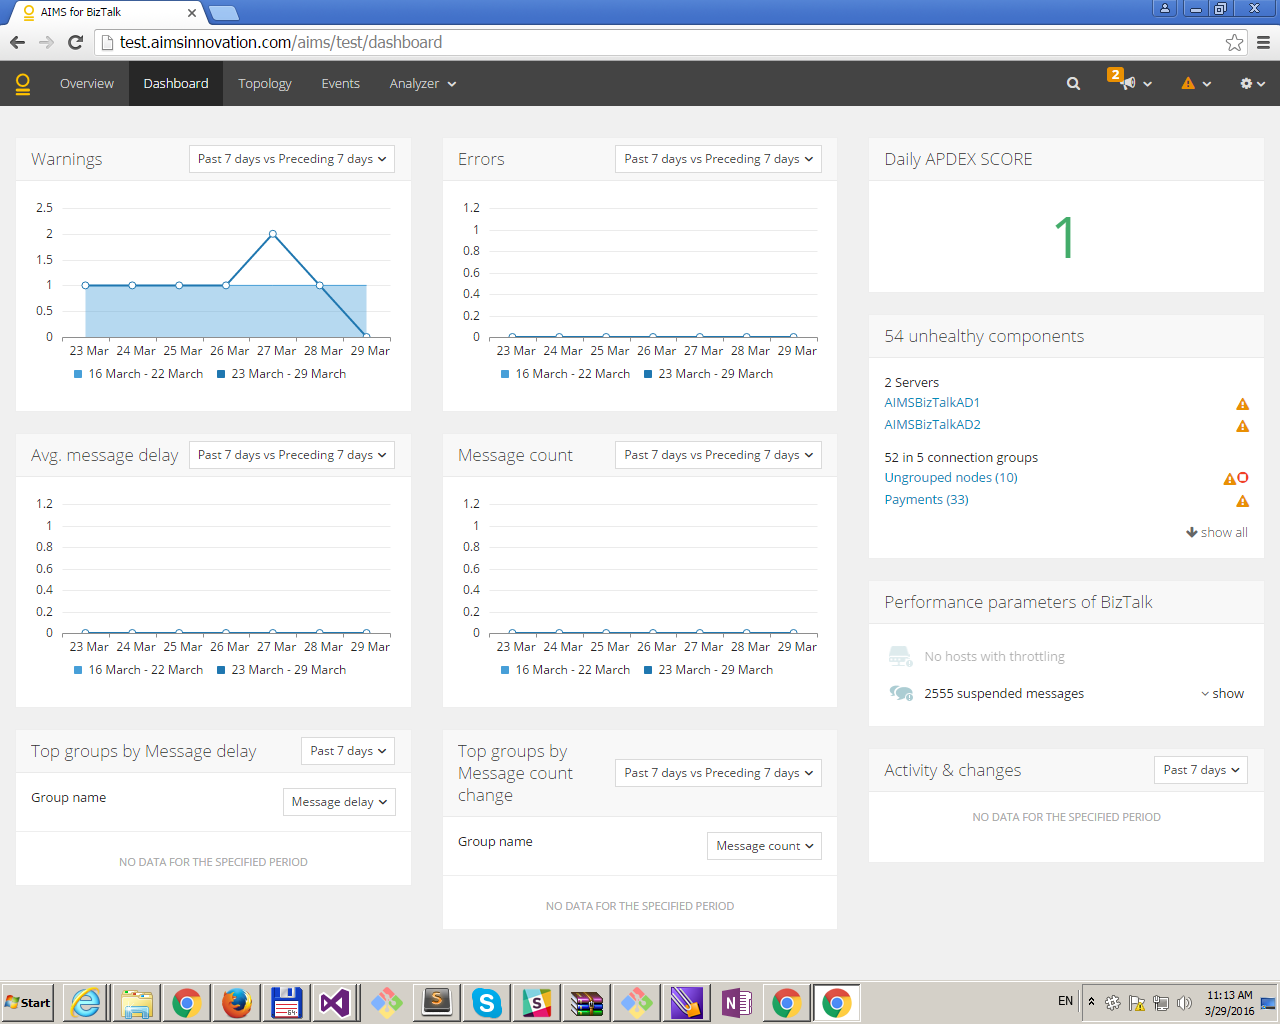 AIMS for BizTalk
test.aimsinnovation.com/aims/test/dashboard
Overview Dashboard Topology Events Analyzer 2
Warnings
Past 7 days vs Preceding 7 days
2.5
2
1.5
1
0.5
0
23 Mar 24 Mar 25 Mar 26 Mar 27 Mar 28 Mar 29 Mar
16 March - 22 March 23 March - 29 March
Errors
Past 7 days vs Preceding 7 days
1.2
1
0.8
0.6
0.4
0.2
0
23 Mar 24 Mar 25 Mar 26 Mar 27 Mar 28 Mar 29 Mar
16 March - 22 March 23 March - 29 March
Daily APDEX SCORE
1
54 unhealthy components
2 Servers
AIMSBizTalkAD1
AIMSBizTalkAD2
52 in 5 connection groups
Ungrouped nodes (10)
Payments (33)
show all
Avg. message delay
Past 7 days vs Preceding 7 days
1.2
1
0.8
0.6
0.4
0.2
0
23 Mar 24 Mar 25 Mar 26 Mar 27 Mar 28 Mar 29 Mar
16 March - 22 March 23 March - 29 March
Message count
Past 7 days vs Preceding 7 days
1.2
1
0.8
0.6
0.4
0.2
0
23 Mar 24 Mar 25 Mar 26 Mar 27 Mar 28 Mar 29 Mar
16 March - 22 March 23 March - 29 March
Performance parameters of BizTalk
No hosts with throttling
2555 suspended messages
show
Top groups by Message delay
Past 7 days
Group name
Message delay
NO DATA FOR THE SPECIFIED PERIOD
Top groups by
Message count
change
Past 7 days vs Preceding 7 days
Group name
Message count
NO DATA FOR THE SPECIFIED PERIOD
Activity & changes
Past 7 days
NO DATA FOR THE SPECIFIED PERIOD
Start
64
EN
11:13 AM
3/29/2016